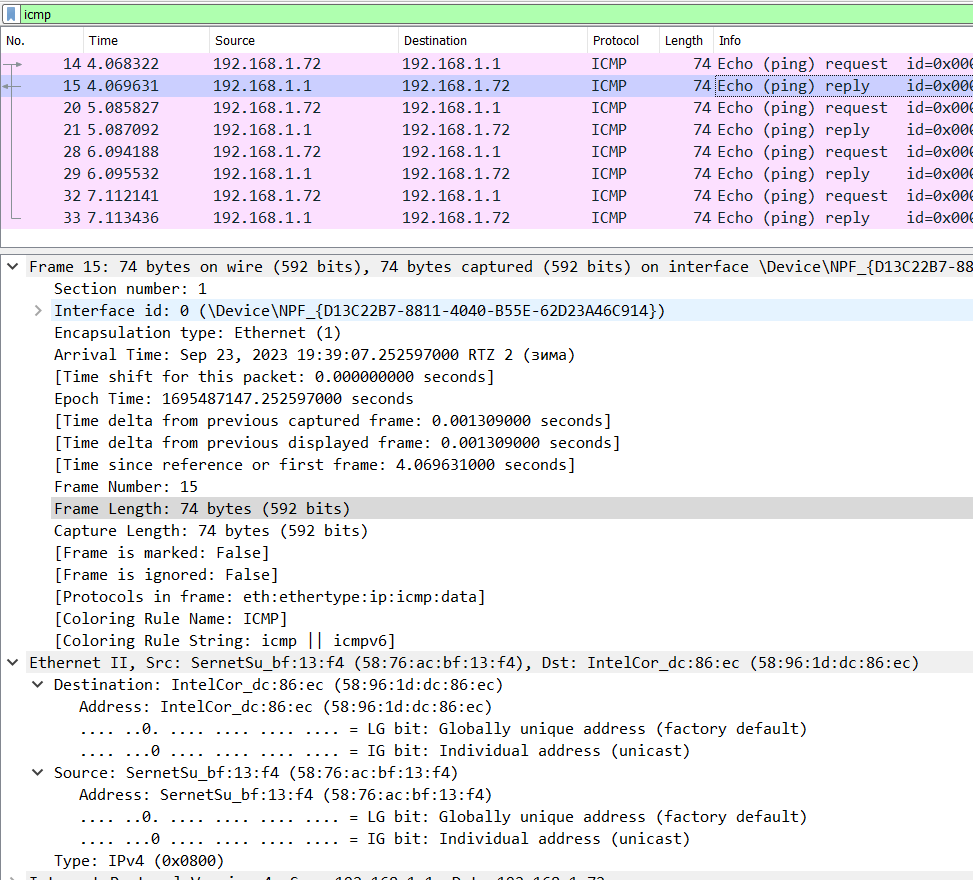 icmp
No. Time Source Destination Protocol Length Info
14 4.068322 192.168.1.72 192.168.1.1 ICMP 74 Echo (ping) request id=0x000
15 4.069631 192.168.1.1 192.168.1.72 ICMP 74 Echo (ping) reply id=0x000
20 5.085827 192.168.1.72 192.168.1.1 ICMP 74 Echo (ping) request id=0x000
21 5.087092 192.168.1.1 192.168.1.72 ICMP 74 Echo (ping) reply id=0x000
28 6.094188 192.168.1.72 192.168.1.1 ICMP 74 Echo (ping) request id=0x000
29 6.095532 192.168.1.1 192.168.1.72 ICMP 74 Echo (ping) reply id=0x000
32 7.112141 192.168.1.72 192.168.1.1 ICMP 74 Echo (ping) request id=0x000
33 7.113436 192.168.1.1 192.168.1.72 ICMP 74 Echo (ping) reply id=0x000
Frame 15: 74 bytes on wire (592 bits), 74 bytes captured (592 bits) on interface \Device\NPF_{D13C22B7-88
Section number: 1
Interface id: 0 (\Device\NPF_{D13C22B7-8811-4040-B55E-62D23A46C914})
Encapsulation type: Ethernet (1)
Arrival Time: Sep 23, 2023 19:39:07.252597000 RTZ 2 (зима)
[Time shift for this packet: 0.000000000 seconds]
Epoch Time: 1695487147.252597000 seconds
[Time delta from previous captured frame: 0.001309000 seconds]
[Time delta from previous displayed frame: 0.001309000 seconds]
[Time since reference or first frame: 4.069631000 seconds]
Frame Number: 15
Frame Length: 74 bytes (592 bits)
Capture Length: 74 bytes (592 bits)
[Frame is marked: False]
[Frame is ignored: False]
[Protocols in frame: eth:ethertype:ip:icmp:data]
[Coloring Rule Name: ICMP]
[Coloring Rule String: icmp || icmpv6]
Ethernet II, Src: SernetSu_bf:13:f4 (58:76:ac:bf:13:f4), Dst: IntelCor_dc:86:ec (58:96:1d:dc:86:ec)
Destination: IntelCor_dc:86:ec (58:96:1d:dc:86:ec)
Address: IntelCor_dc:86:ec (58:96:1d:dc:86:ec)
.... ..0. .... .... .... .... = LG bit: Globally unique address (factory default)
.... ...0 .... .... .... .... = IG bit: Individual address (unicast)
Source: SernetSu_bf:13:f4 (58:76:ac:bf:13:f4)
Address: SernetSu_bf:13:f4 (58:76:ac:bf:13:f4)
.... ..0. .... .... .... .... = LG bit: Globally unique address (factory default)
.... ...0 .... .... .... .... = IG bit: Individual address (unicast)
Type: IPv4 (0x0800)